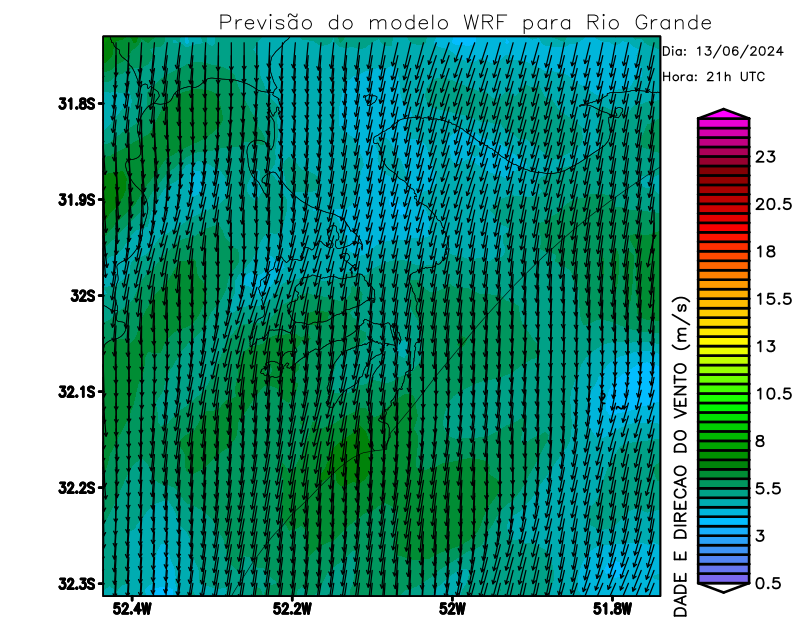 Previsão do modelo WRF para Rio Grande
Dia: 13/06/2024
Hora: 21h UTC
31.8S
31.9S
32S
32.1S
32.2S
32.3S
52.4W
52.2W
52W
51.8W
23
20.5
18
15.5
13
10.5
8
5.5
3
0.5
DADE E DIRECAO DO VENTO (m/s)